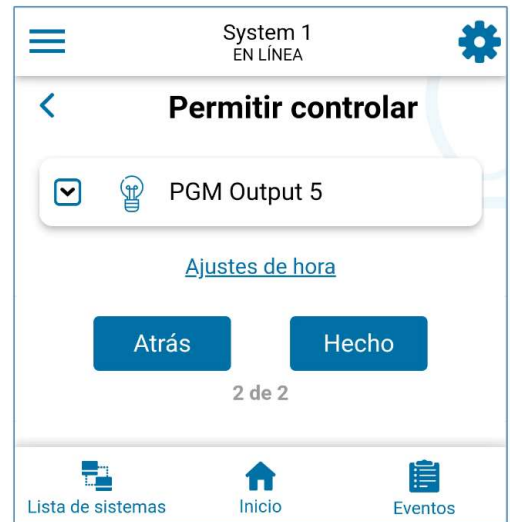 System 1
EN LÍNEA
Permitir controlar
PGM Output 5
Ajustes de hora
Atrás Hecho
2 de 2
Lista de sistemas Inicio Eventos